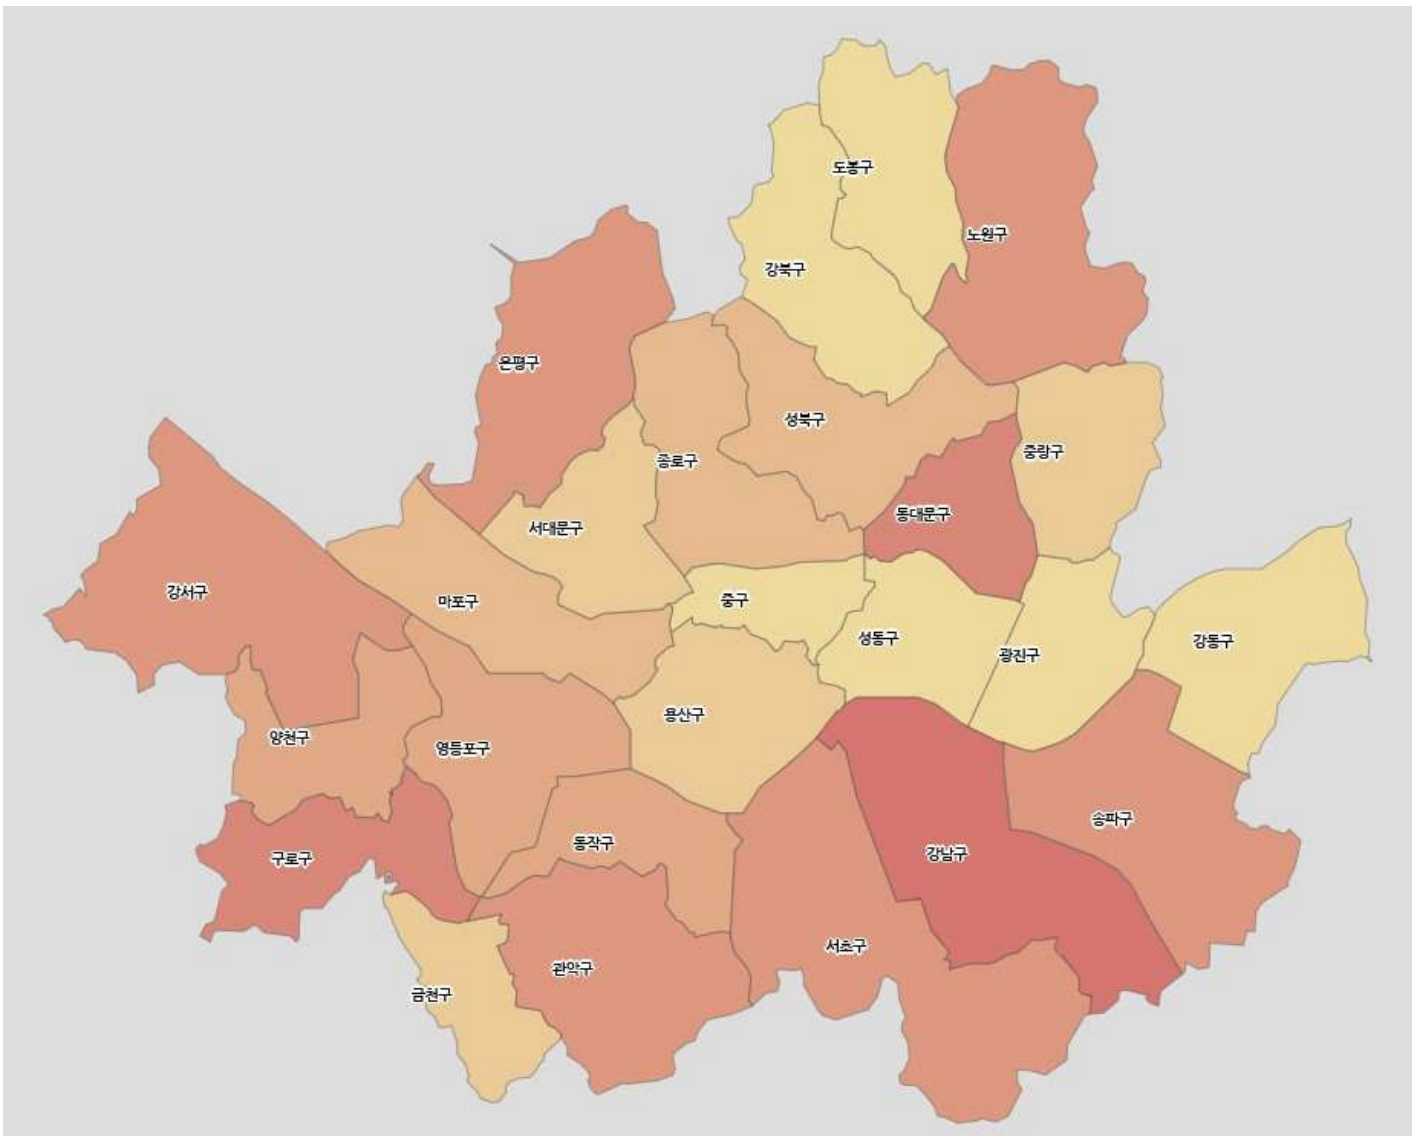 도봉구
노원구
강북구
은평구
성북구
중랑구
종로구
동대문구
서대문구
강서구
중구
마포구
성동구
강동구
광진구
용산구
양천구
영등포구
송파구
동작구
강남구
구로구
서초구
관악구
금천구